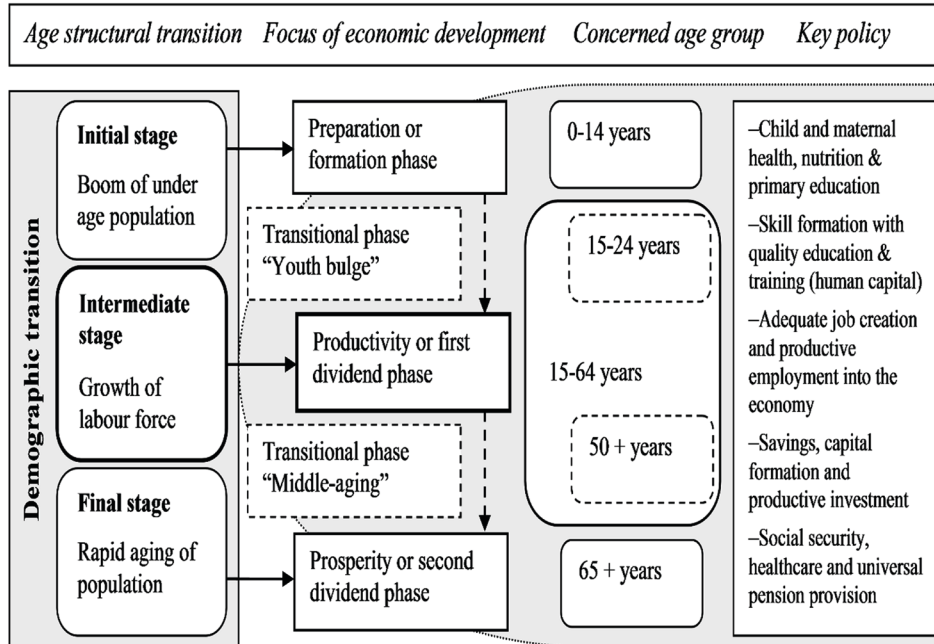 Age structural transition Focus of economic development Concerned age group Key policy
Demographic transition
Initial stage
Boom of under
age population
Intermediate
stage
Growth of
labour force
Final stage
Rapid aging of
population
Preparation or
formation phase
Transitional phase
“Youth bulge”
Productivity or first
dividend phase
Transitional phase
“Middle-aging”
Prosperity or second
dividend phase
0-14 years
15-24 years
15-64 years
50 + years
65 + years
–Child and maternal
health, nutrition &
primary education
–Skill formation with
quality education &
training (human capital)
–Adequate job creation
and productive
employment into the
economy
–Savings, capital
formation and
productive investment
–Social security,
healthcare and universal
pension provision